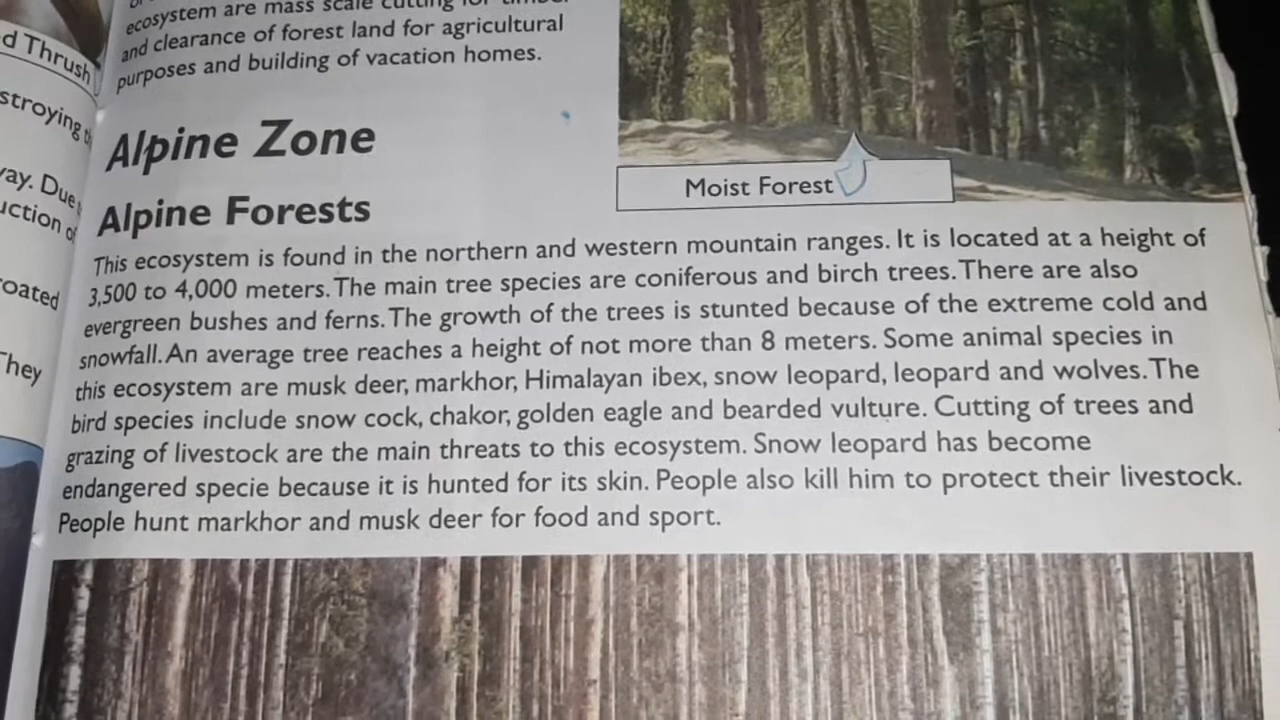 d Thrush
stroying
way. Due
uction of
oated
They
ecosystem are mass scale cutting for
and clearance of forest land for agricultural
purposes and building of vacation homes.
Alpine Zone
Moist Forest
Alpine Forests
This ecosystem is found in the northern and western mountain ranges. It is located at a height of
3,500 to 4,000 meters. The main tree species are coniferous and birch trees. There are also
evergreen bushes and ferns. The growth of the trees is stunted because of the extreme cold and
snowfall. An average tree reaches a height of not more than 8 meters. Some animal species in
this ecosystem are musk deer, markhor, Himalayan ibex, snow leopard, leopard and wolves. The
bird species include snow cock, chakor, golden eagle and bearded vulture. Cutting of trees and
grazing of livestock are the main threats to this ecosystem. Snow leopard has become
endangered specie because it is hunted for its skin. People also kill him to protect their livestock.
People hunt markhor and musk deer for food and sport.